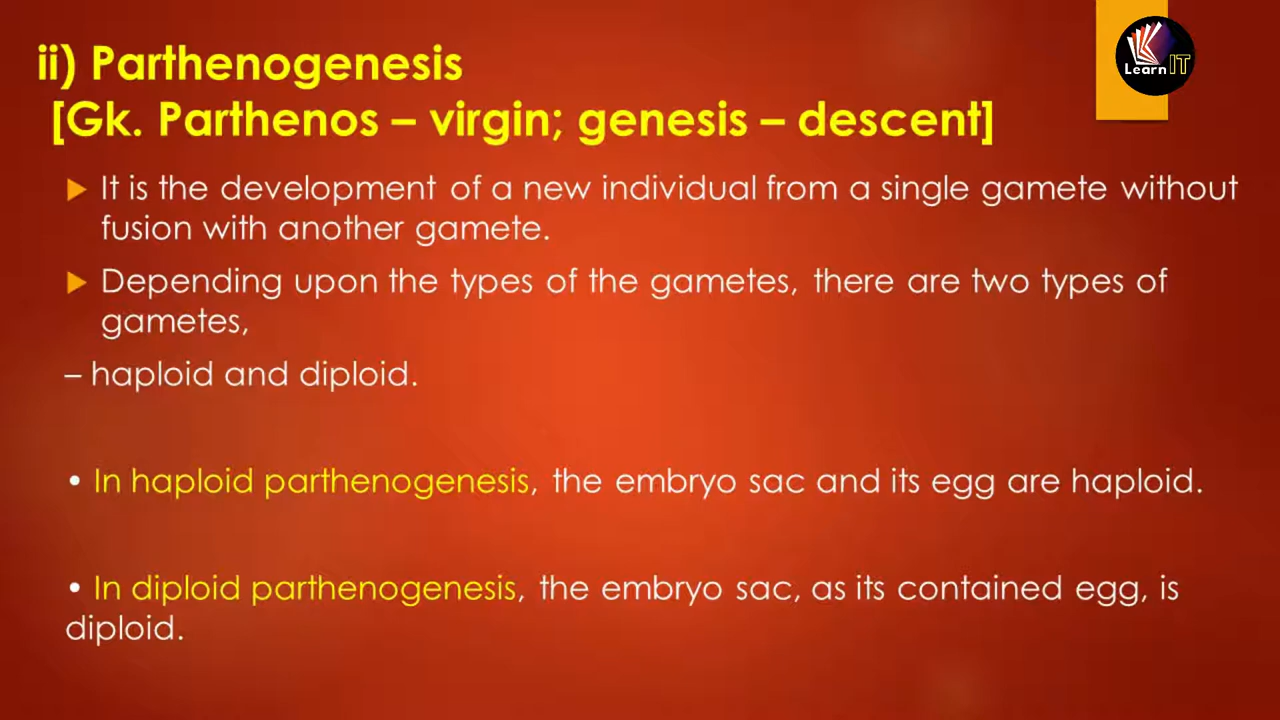 ii) Parthenogenesis
[Gk. Parthenos – virgin; genesis – descent]
LearnIT
It is the development of a new individual from a single gamete without
fusion with another gamete.
Depending upon the types of the gametes, there are two types of
gametes,
– haploid and diploid.
• In haploid parthenogenesis, the embryo sac and its egg are haploid.
• In diploid parthenogenesis, the embryo sac, as its contained egg, is
diploid.